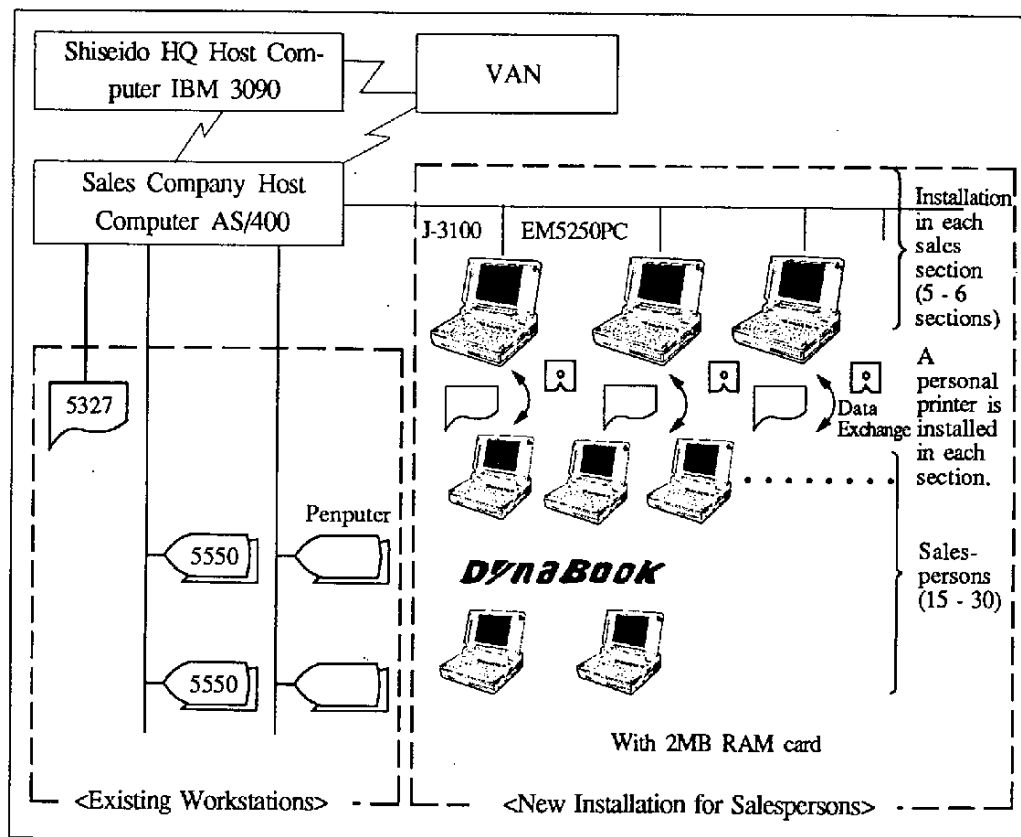 Shiseido HQ Host Com-
puter IBM 3090
VAN
Sales Company Host
Computer AS/400
J-3100
EM5250PC
Installation
in each
sales
section
(5 - 6
sections)
5327
A
personal
printer is
installed
in each
section.
Data
Exchange
Penputer
5550
DynaBook
Sales-
persons
(15 - 30)
5550
With 2MB RAM card
<Existing Workstations>
<New Installation for Salespersons>